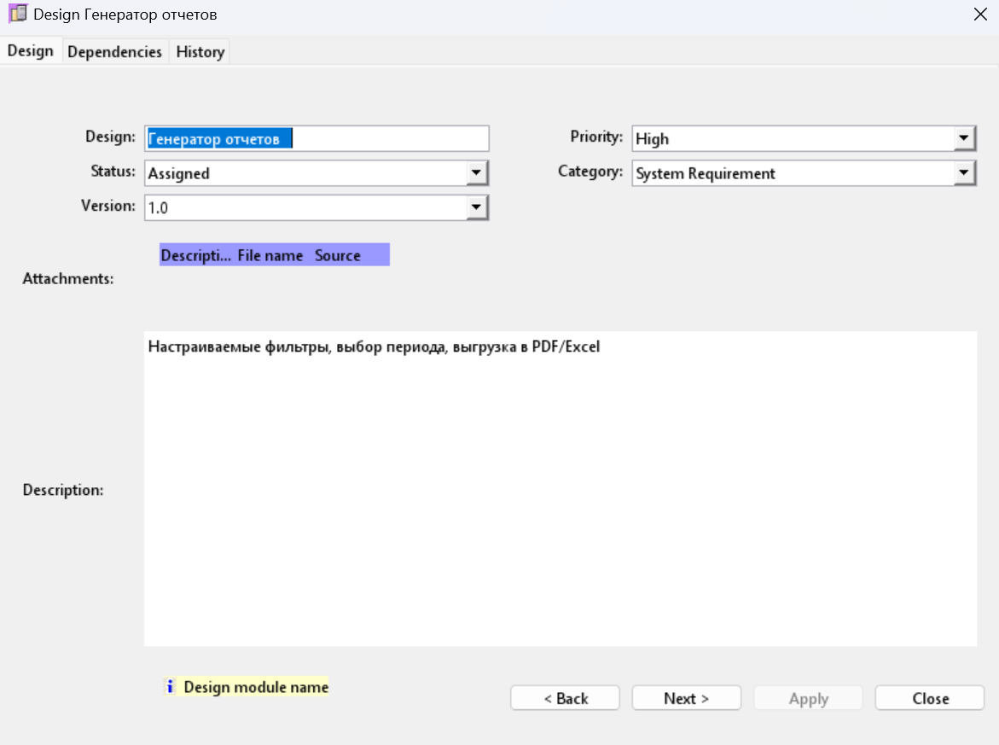 Design Генератор отчетов
Design Dependencies History
Design: Генератор отчетов Priority: High
Status: Assigned Category: System Requirement
Version: 1.0
Descripti... File name Source
Attachments:
Настраиваемые фильтры, выбор периода, выгрузка в PDF/Excel
Description:
i Design module name
< Back Next > Apply Close